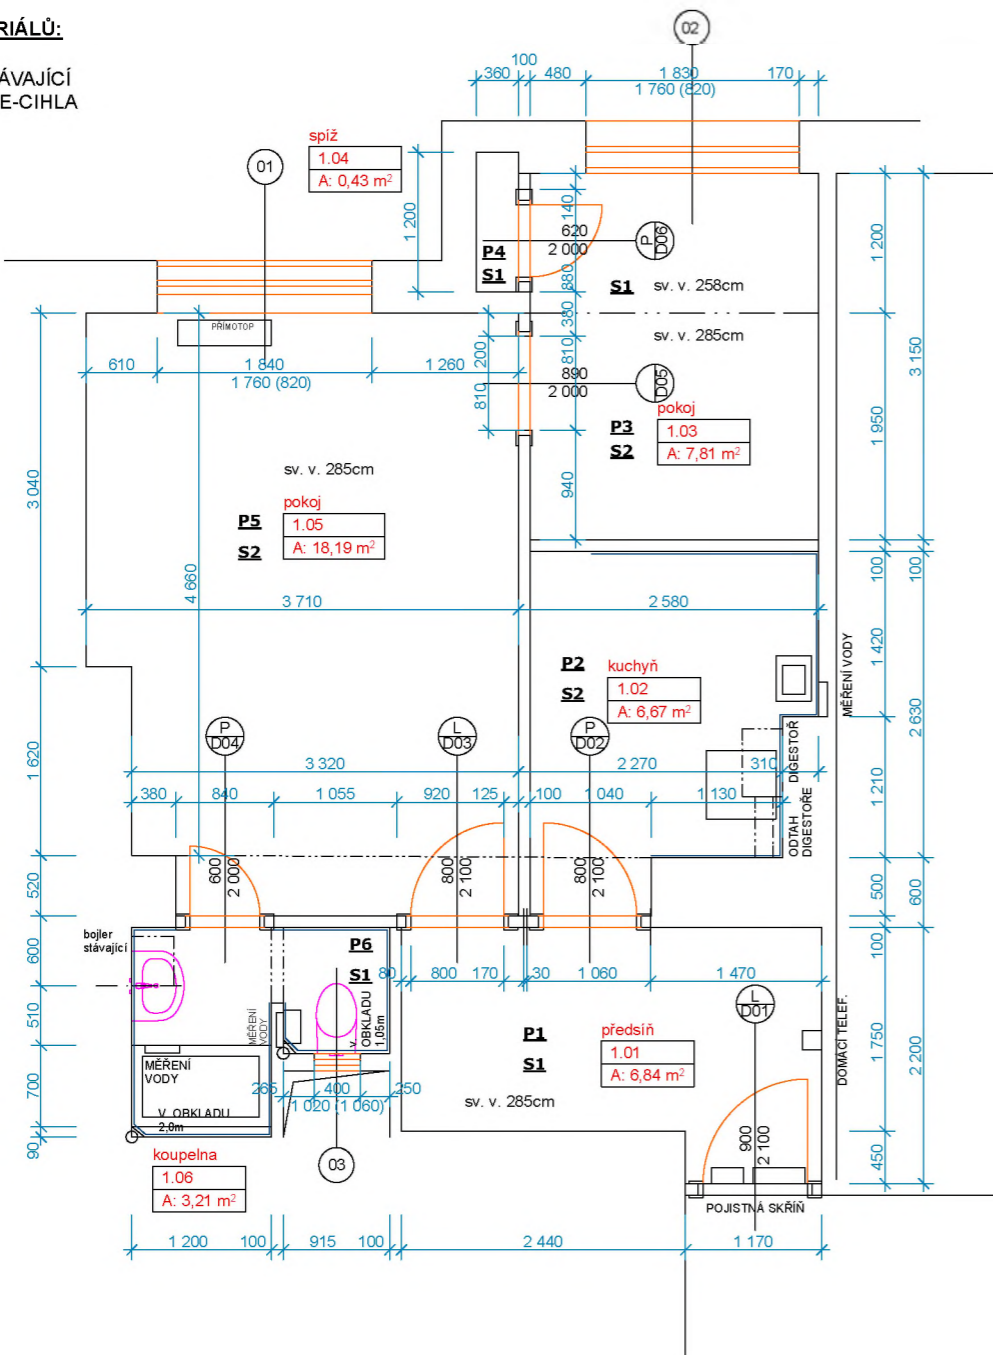 RIÁLŮ:
ÁVAJÍCÍ
E-CIHLA
02
100
360
480
1 830
170
1 760 (820)
spíž
1.04
A: 0,43 m²
01
1 200
140
620
2 000
P
D06
P4
S1
880
S1
sv. v. 258cm
1 200
380
sv. v. 285cm
PŘÍMOTOP
3 150
610
1 840
1 260
1 760 (820)
200
810
810
890
2 000
D05
pokoj
1.03
A: 7,81 m²
P3
S2
1 950
940
3 040
sv. v. 285cm
pokoj
1.05
A: 18,19 m²
P5
S2
4 660
100
100
3 710
2 580
1 420
MĚŘENÍ VODY
P2
S2
kuchyň
1.02
A: 6,67 m²
2 630
P
D04
L
D03
P
D02
DIGESTOŘ
1 620
3 320
2 270
310
380
840
1 055
920
125
100
1 040
1 130
1 210
ODTAH
DIGESTOŘE
600
2 000
800
2 100
800
2 100
520
500
600
bojler
stávající
P6
S1
600
100
80
800
170
30
1 060
1 470
510
MĚŘENÍ
VODY
v. OBKLADU
1,05m
L
D01
DOMÁCÍ TELEF.
P1
S1
předsíň
1.01
A: 6,84 m²
1 750
2 200
MĚŘENÍ
VODY
700
265
400
250
1 020 (1 060)
sv. v. 285cm
V. OBKLADU
2,0m
90
900
2 100
450
koupelna
1.06
A: 3,21 m²
03
POJISTNÁ SKŘÍŇ
1 200
100
915
100
2 440
1 170